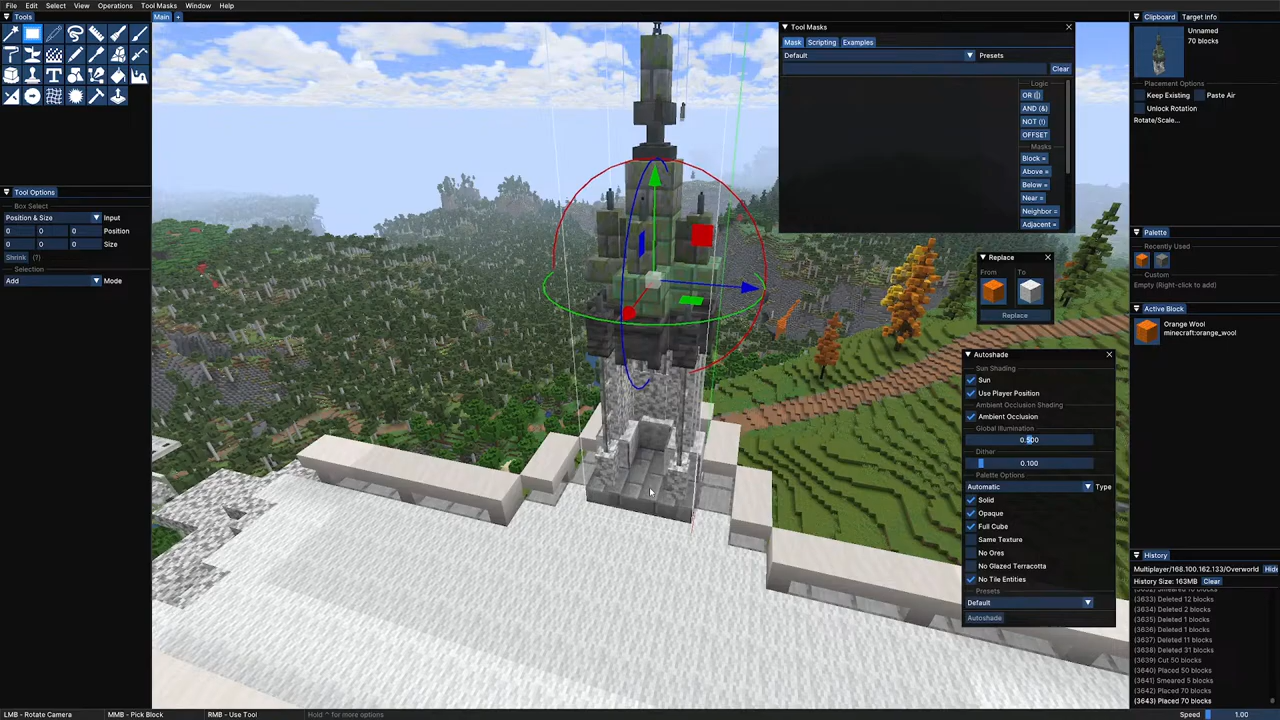 File Edit View Operations Tool Masks Window Help
Tools
Main +
Tool Options
Box Select
Position & Size Input
0 0 0 Position
0 0 0 Size
Shrink (?)
Selection
Add Mode
Tool Masks
Mask Scripting Examples
Default Presets
Clear
Logic
OR (|)
AND (&)
NOT (!)
OFFSET
Masks
Block =
Above =
Below =
Near =
Neighbor =
Adjacent =
Replace
From To
Replace
Autoshade
Sun Shading
Sun
Use Player Position
Ambient Occlusion Shading
Ambient Occlusion
Global Illumination
0.500
Dither
0.100
Palette Options
Automatic Type
Solid
Opaque
Full Cube
Same Texture
No Ores
No Glazed Terracotta
No Tile Entities
Presets
Default
Autoshade
Clipboard Target Info
Unnamed
70 blocks
Placement Options
Keep Existing Paste Air
Unlock Rotation
Rotate/Scale...
Palette
Recently Used
Custom
Empty (Right-click to add)
Active Block
Orange Wool
minecraft:orange_wool
History
Multiplayer/168.100.162.133/Overworld Hide
History Size: 163MB Clear
(3633) Deleted 12 blocks
(3634) Deleted 2 blocks
(3635) Deleted 1 blocks
(3636) Deleted 1 blocks
(3637) Deleted 11 blocks
(3638) Deleted 31 blocks
(3639) Cut 50 blocks
(3640) Placed 50 blocks
(3641) Smeared 5 blocks
(3642) Placed 70 blocks
(3643) Placed 70 blocks
LMB - Rotate Camera MMB - Pick Block RMB - Use Tool Hold ^ for more options Speed 1.00